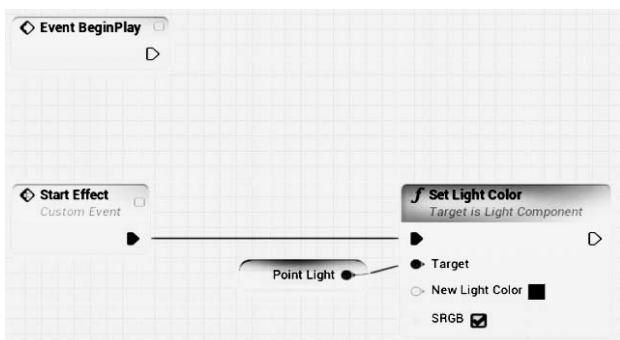 Event BeginPlay
Start Effect
Custom Event
f Set Light Color
Target is Light Component
Point Light
Target
New Light Color
SRGB